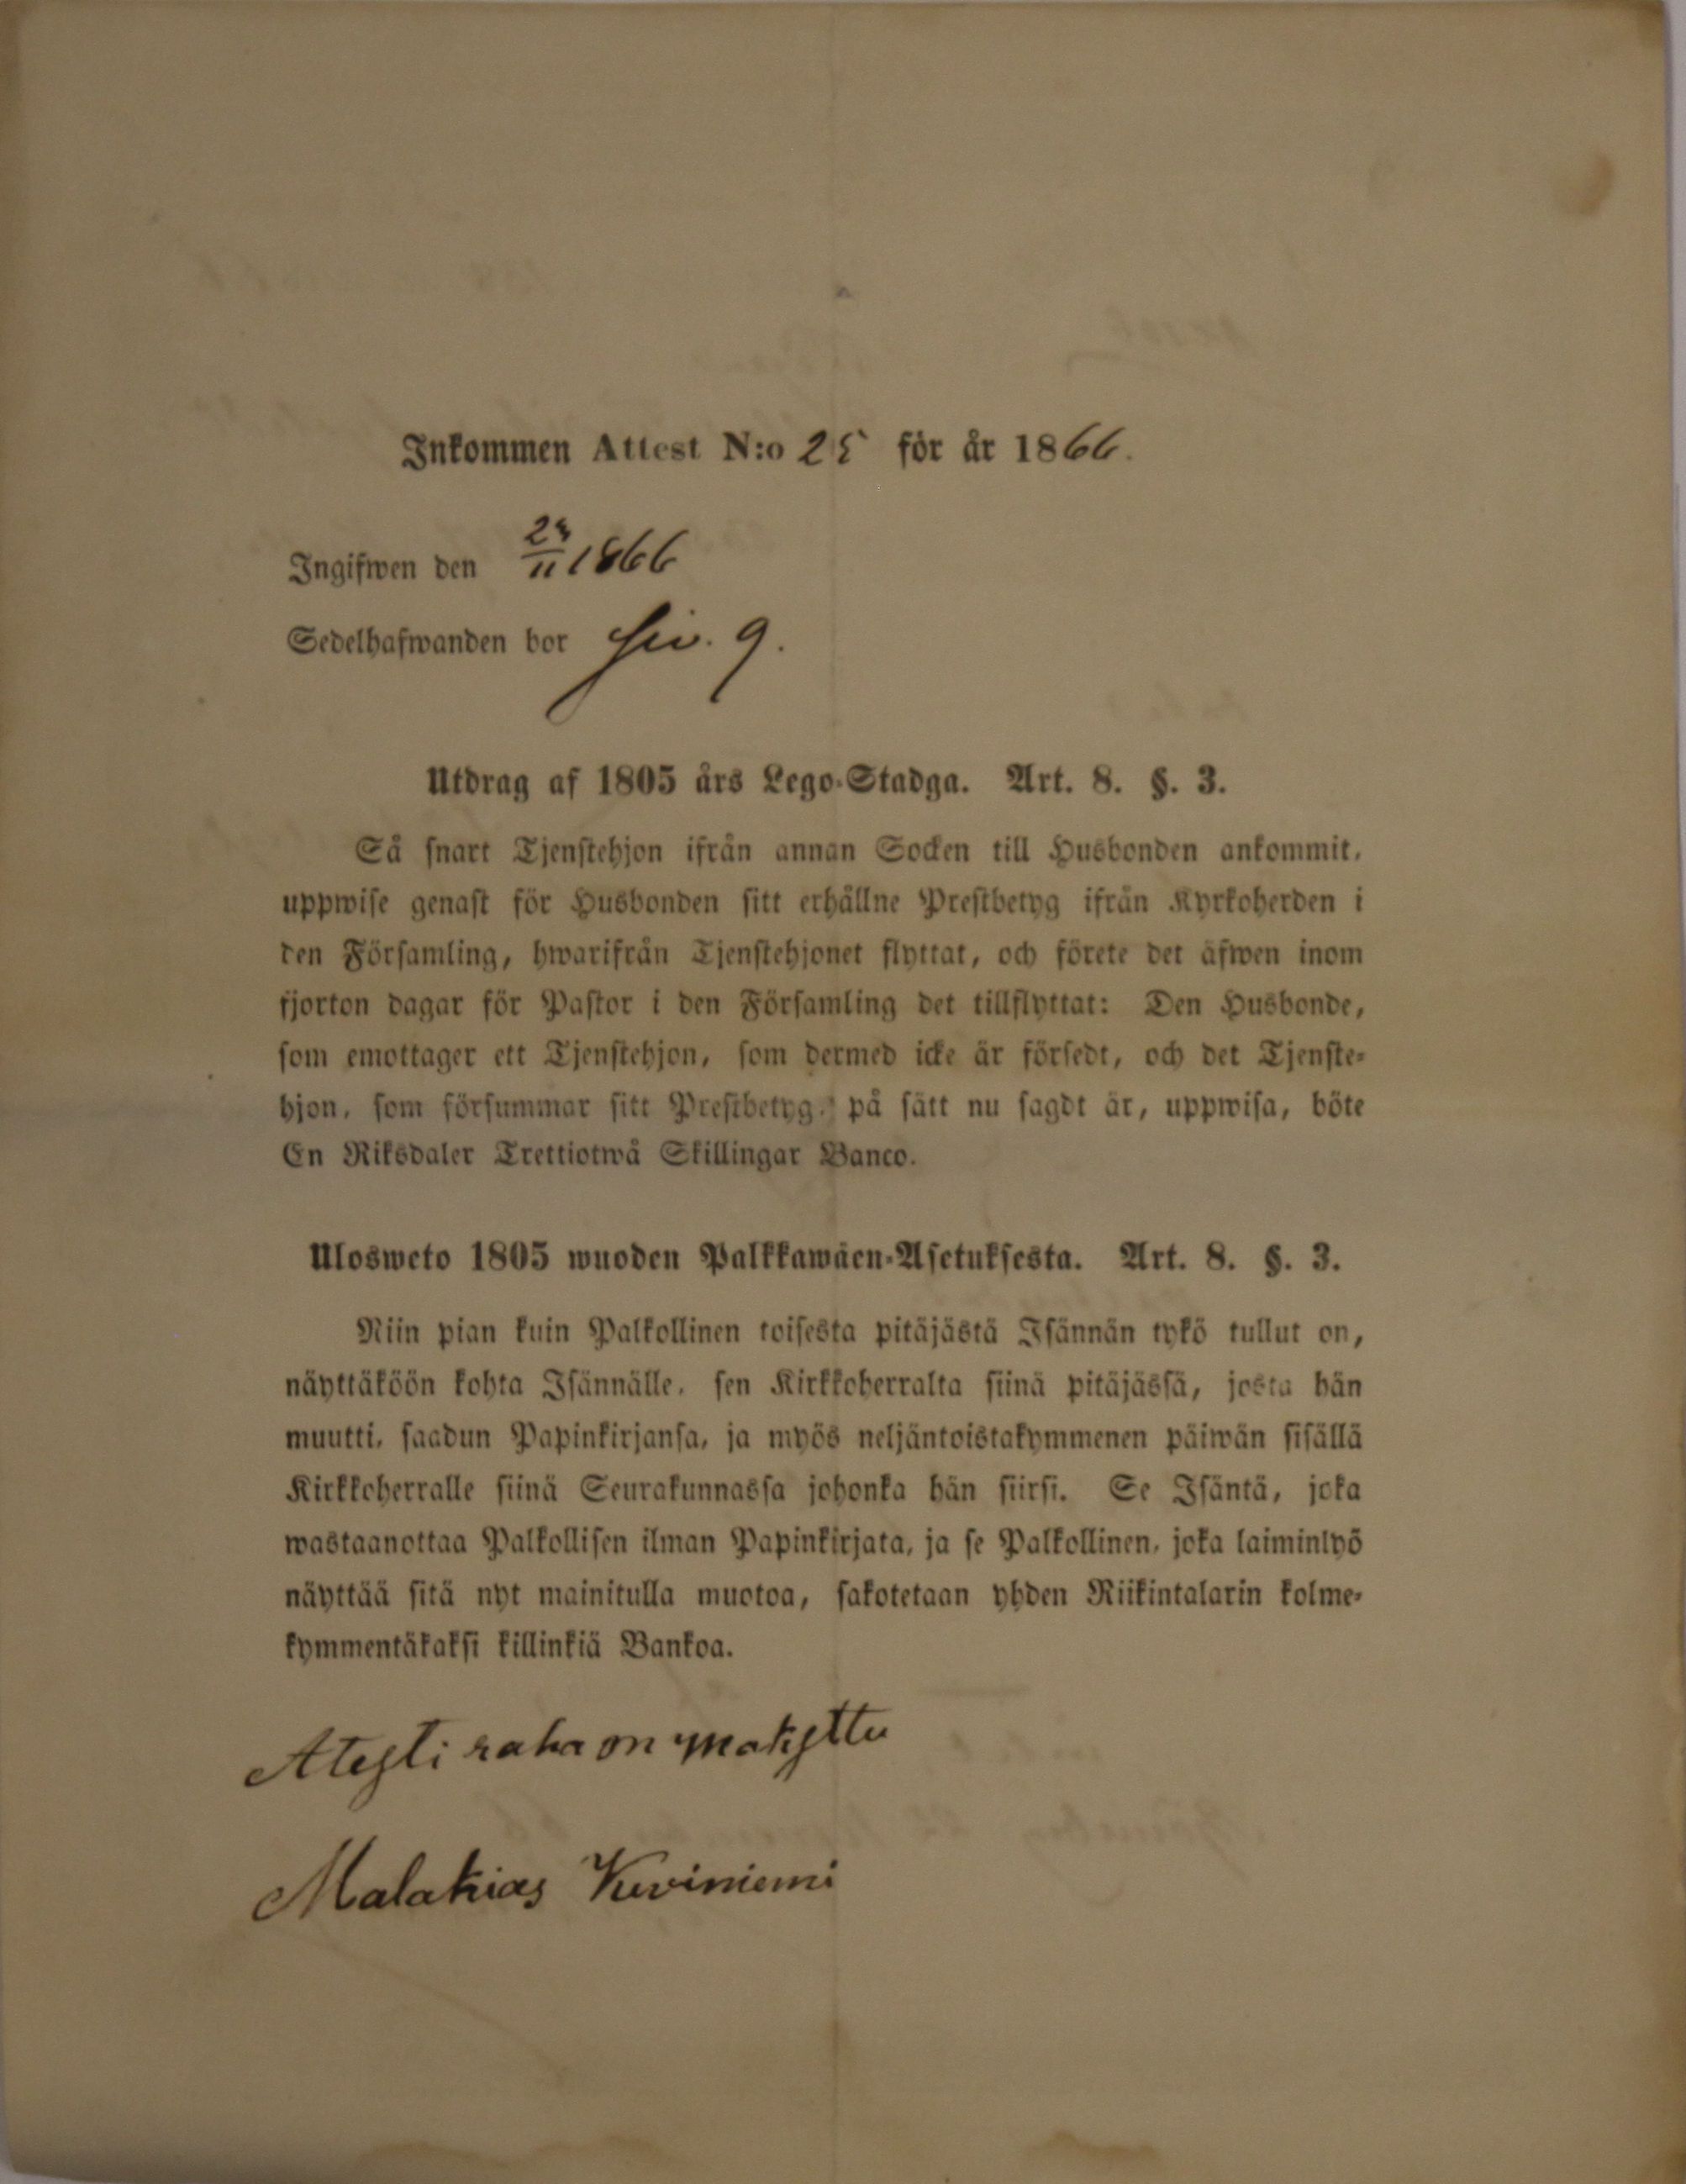 Inkommen Attest N:o 25 för år 1866.
Ingifwen den 23/11 1866
Sedelhafwanden bor siv. 9.
Utdrag af 1805 års Lego-Stadga. Art. 8. §. 3.
Så snart Tjenstehjon ifrån annan Socken till Husbonden ankommit,
uppwise genast för Husbonden sitt erhållne Prestbetyg ifrån Kyrkoherden i
den Församling, hwarifrån Tjenstehjonet flyttat, och förete det äfwen inom
fjorton dagar för Pastor i den Församling det tillflyttat: Den Husbonde,
som emottager ett Tjenstehjon, som dermed icke är försedt, och det Tjenste-
hjon, som försummar sitt Prestbetyg, på sätt nu sagdt är, uppwisa, böte
En Riksdaler Trettiotwå Skillingar Banco.
Ulosweto 1805 wuoden Palkkawäen-Asetuksesta. Art. 8. §. 3.
Niin pian kuin Palkollinen toisesta pitäjästä Isännän tykö tullut on,
näyttäköön kohta Isännälle, sen Kirkkoherralta siinä pitäjässä, josta hän
muutti, saadun Papinkirjansa, ja myös neljäntoistakymmenen päiwän sisällä
Kirkkoherralle siinä Seurakunnassa johonka hän siirsi. Se Isäntä, joka
wastaanottaa Palkollisen ilman Papinkirjata, ja se Palkollinen, joka laiminlyö
näyttää sitä nyt mainitulla muotoa, sakotetaan yhden Riikintalarin kolme-
kymmentäkaksi killinkiä Bankoa.
Atesti raha on maksttu
Malakias Kiviniemi